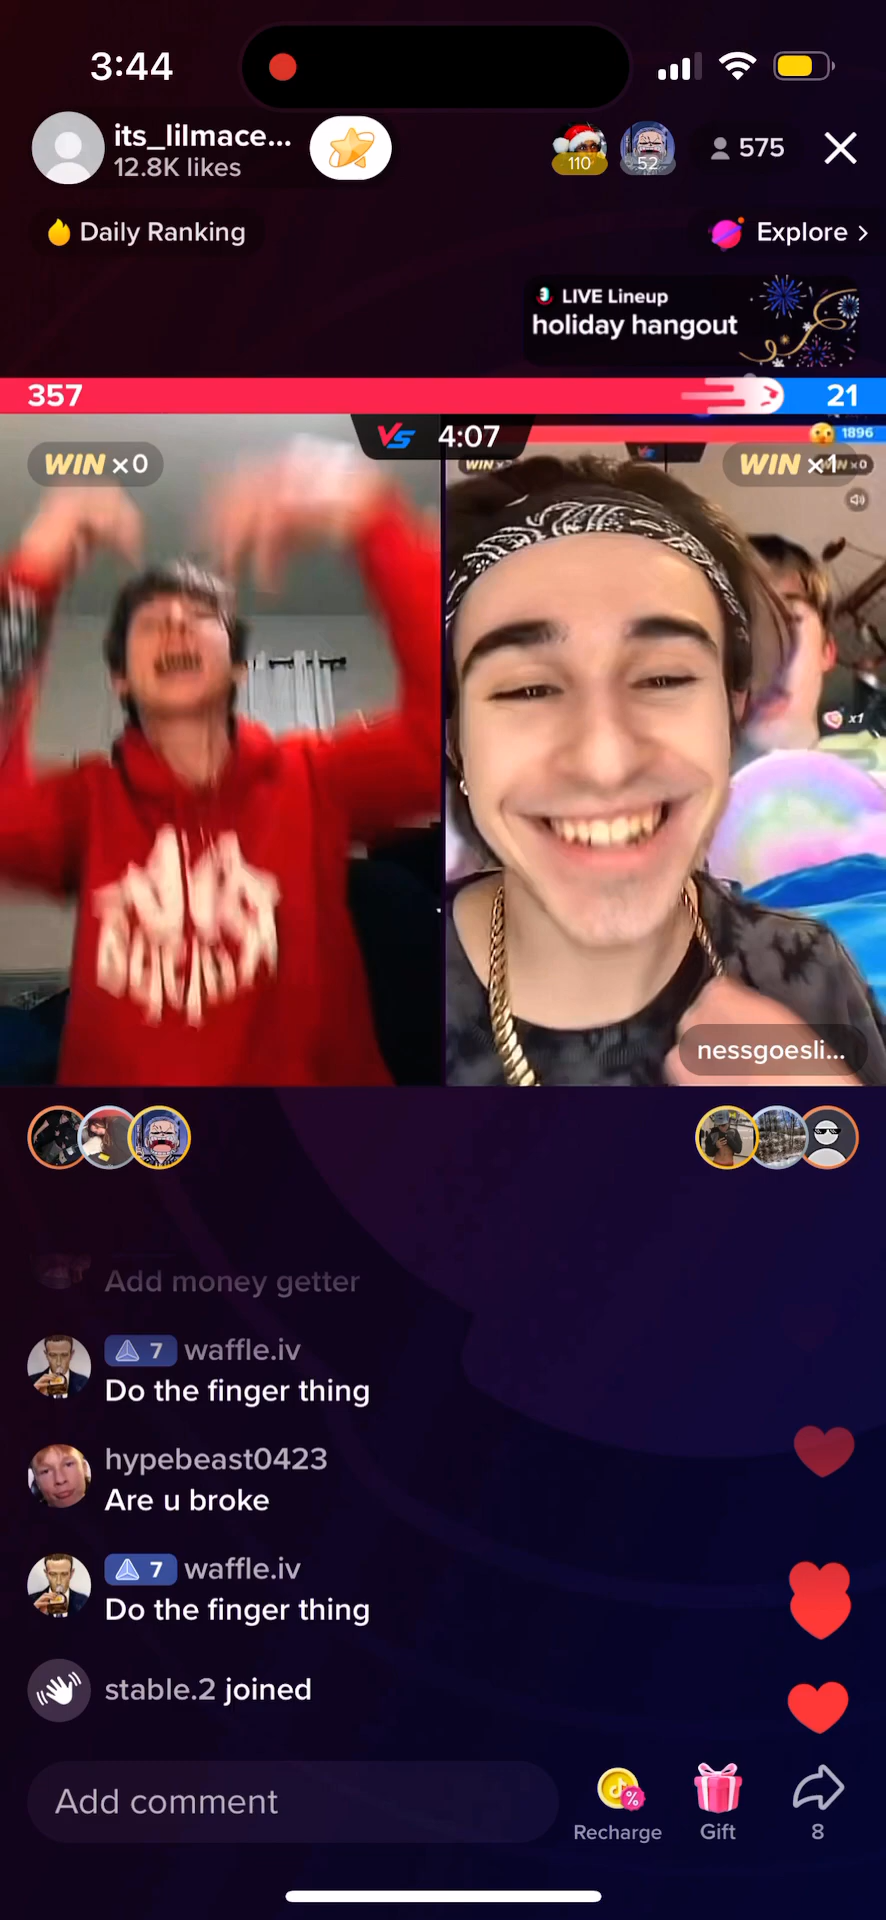 3:44
its_lilmace...
12.8K likes
110
52
575
Daily Ranking
Explore >
LIVE Lineup
holiday hangout
357
21
VS 4:07
1896
WIN x0
WIN x1
x1
nessgoesli...
Add money getter
7 waffle.iv
Do the finger thing
hypebeast0423
Are u broke
7 waffle.iv
Do the finger thing
stable.2 joined
Add comment
Recharge
Gift
8